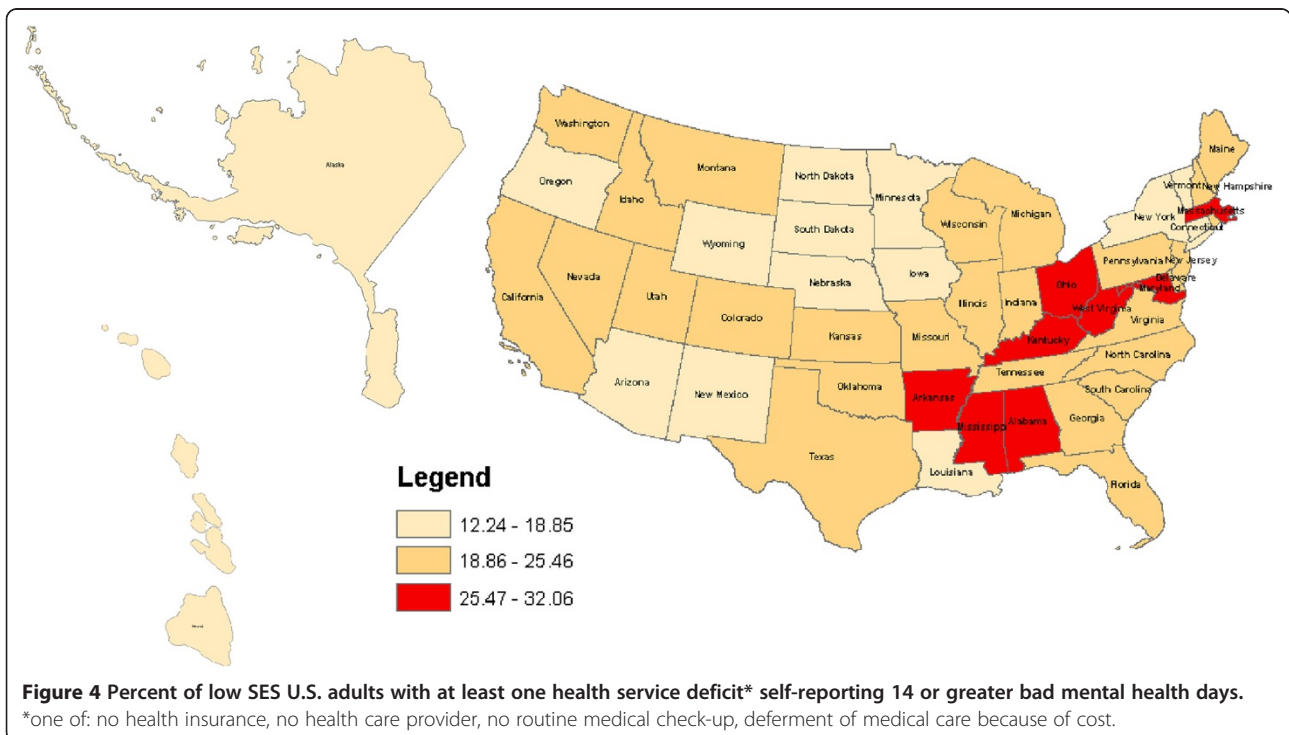 Alaska
Hawaii
Washington
Oregon
California
Nevada
Idaho
Montana
Wyoming
Utah
Colorado
Arizona
New Mexico
North Dakota
South Dakota
Nebraska
Kansas
Oklahoma
Texas
Minnesota
Iowa
Missouri
Arkansas
Louisiana
Wisconsin
Illinois
Michigan
Indiana
Ohio
Kentucky
Tennessee
Mississippi
Alabama
Georgia
Florida
South Carolina
North Carolina
Virginia
West Virginia
Maryland
Delaware
Pennsylvania
New Jersey
New York
Connecticut
Massachusetts
Vermont
New Hampshire
Maine
Legend
12.24 - 18.85
18.86 - 25.46
25.47 - 32.06
Figure 4 Percent of low SES U.S. adults with at least one health service deficit* self-reporting 14 or greater bad mental health days.
*one of: no health insurance, no health care provider, no routine medical check-up, deferment of medical care because of cost.